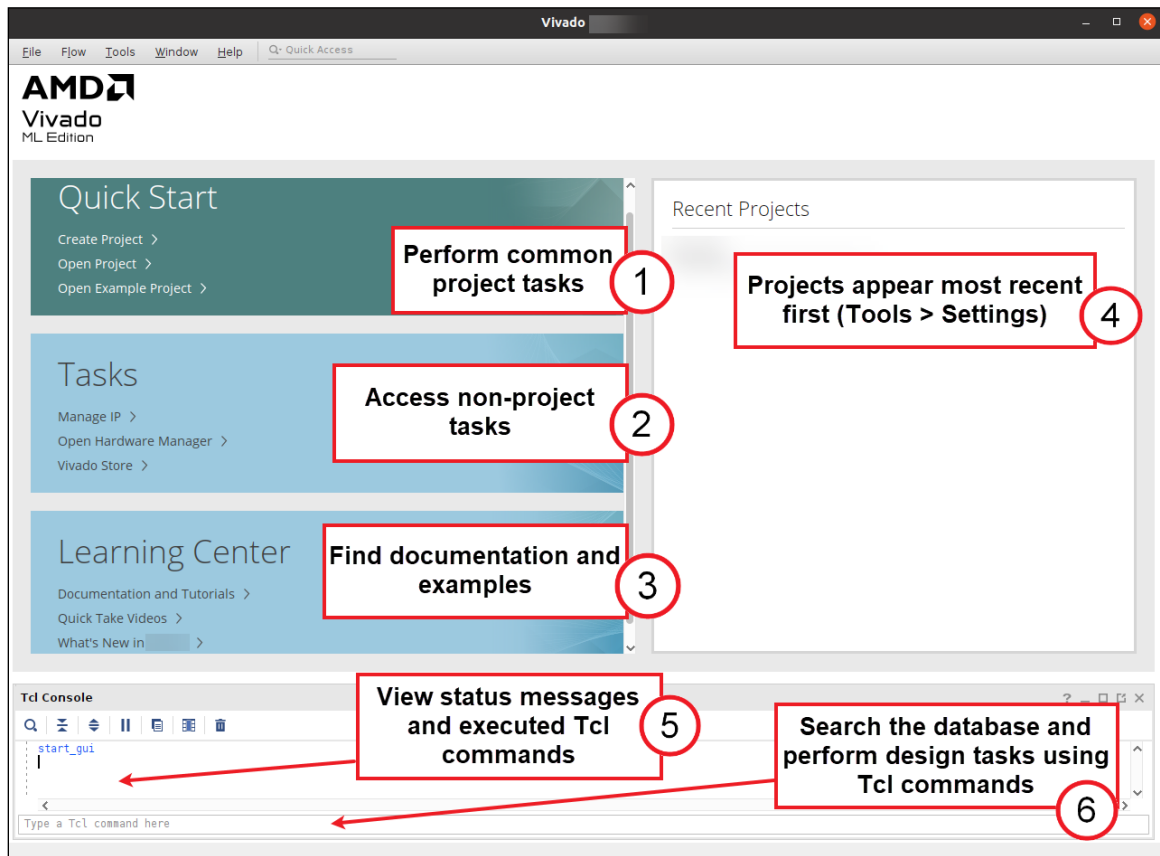 Vivado
File Flow Tools Window Help Quick Access
AMD
Vivado
ML Edition
Quick Start
Create Project >
Open Project >
Open Example Project >
Perform common
project tasks
1
Tasks
Manage IP >
Open Hardware Manager >
Vivado Store >
Access non-project
tasks
2
Learning Center
Documentation and Tutorials >
Quick Take Videos >
What's New in >
Find documentation and
examples
3
Recent Projects
Projects appear most recent
first (Tools > Settings)
4
Tcl Console
start_gui
Type a Tcl command here
View status messages
and executed Tcl
commands
5
Search the database and
perform design tasks using
Tcl commands
6